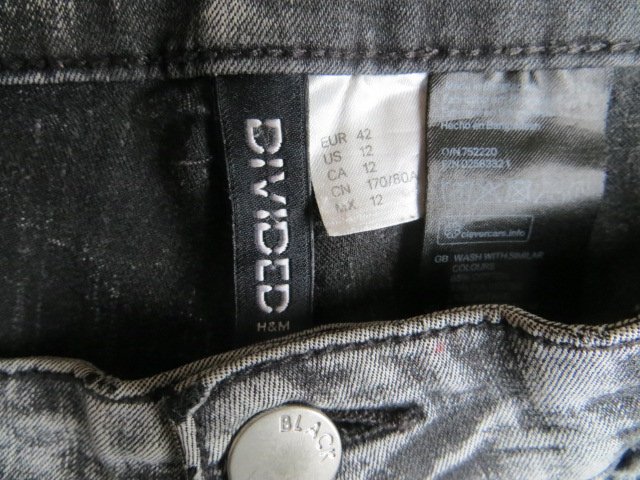 DIVIDED
H&M
EUR 42
US 12
CA 12
CN 170/80A
MX 12
Hecho en Bangladesh
O/N 752220
clevercare.info
GB WASH WITH SIMILAR
COLOURS
BLACK